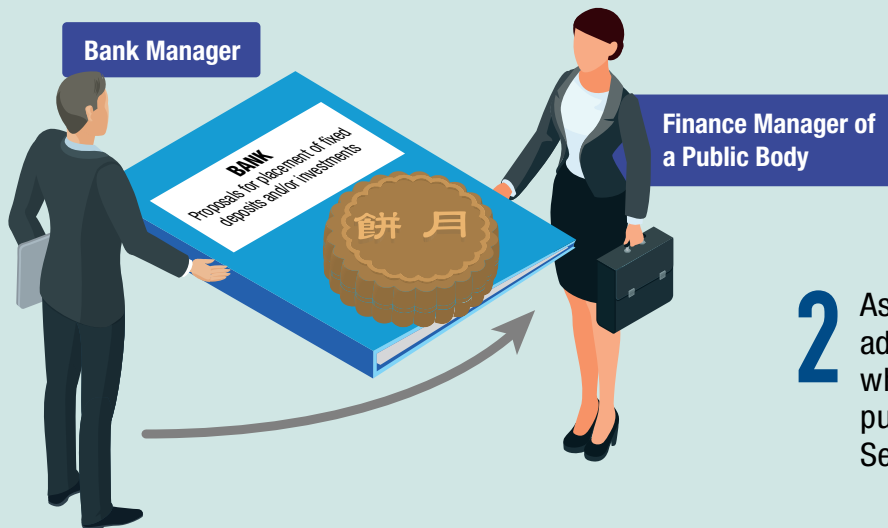 Bank Manager
BANK
Proposals for placement of fixed
deposits and/or investments
餅 月
Finance Manager of
a Public Body
2
As
ad
wh
pu
Se